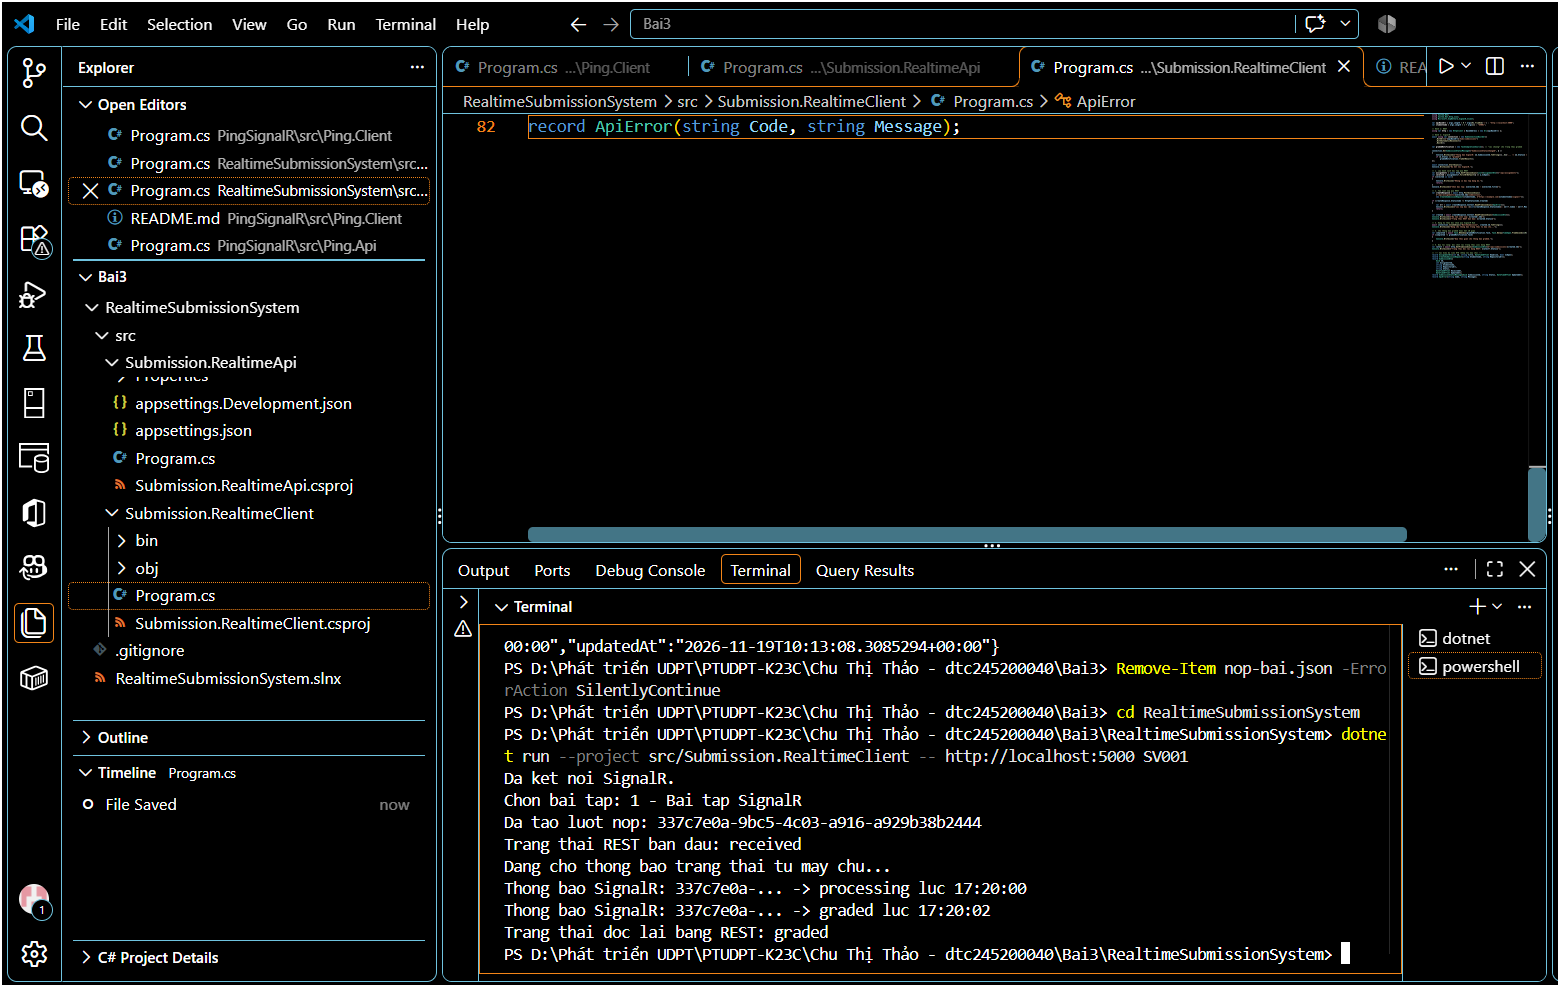 File Edit Selection View Go Run Terminal Help
Bai3
Explorer
Open Editors
Program.cs PingSignalR\src\Ping.Client
Program.cs RealtimeSubmissionSystem\src...
Program.cs RealtimeSubmissionSystem\src...
README.md PingSignalR\src\Ping.Client
Program.cs PingSignalR\src\Ping.Api
Bai3
RealtimeSubmissionSystem
src
Submission.RealtimeApi
Properties
appsettings.Development.json
appsettings.json
Program.cs
Submission.RealtimeApi.csproj
Submission.RealtimeClient
bin
obj
Program.cs
Submission.RealtimeClient.csproj
.gitignore
RealtimeSubmissionSystem.slnx
Outline
Timeline Program.cs
File Saved now
C# Project Details
1
Program.cs ...\Ping.Client
Program.cs ...\Submission.RealtimeApi
Program.cs ...\Submission.RealtimeClient
REA
RealtimeSubmissionSystem > src > Submission.RealtimeClient > Program.cs > ApiError
82 record ApiError(string Code, string Message);
Output Ports Debug Console Terminal Query Results
Terminal
00:00","updatedAt":"2026-11-19T10:13:08.3085294+00:00"}
PS D:\Phát triển UDPT\PTUDPT-K23C\Chu Thị Thảo - dtc245200040\Bai3> Remove-Item nop-bai.json -Erro
rAction SilentlyContinue
PS D:\Phát triển UDPT\PTUDPT-K23C\Chu Thị Thảo - dtc245200040\Bai3> cd RealtimeSubmissionSystem
PS D:\Phát triển UDPT\PTUDPT-K23C\Chu Thị Thảo - dtc245200040\Bai3\RealtimeSubmissionSystem> dotne
t run --project src/Submission.RealtimeClient -- http://localhost:5000 SV001
Da ket noi SignalR.
Chon bai tap: 1 - Bai tap SignalR
Da tao luot nop: 337c7e0a-9bc5-4c03-a916-a929b38b2444
Trang thai REST ban dau: received
Dang cho thong bao trang thai tu may chu...
Thong bao SignalR: 337c7e0a-... -> processing luc 17:20:00
Thong bao SignalR: 337c7e0a-... -> graded luc 17:20:02
Trang thai doc lai bang REST: graded
PS D:\Phát triển UDPT\PTUDPT-K23C\Chu Thị Thảo - dtc245200040\Bai3\RealtimeSubmissionSystem>
dotnet
powershell